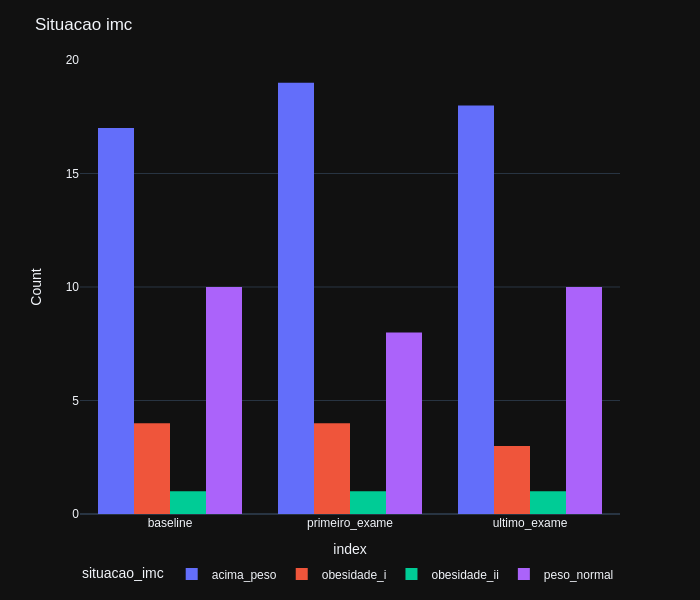 Situacao imc
20
15
10
5
0
Count
baseline primeiro_exame ultimo_exame
index
situacao_imc acima_peso obesidade_i obesidade_ii peso_normal